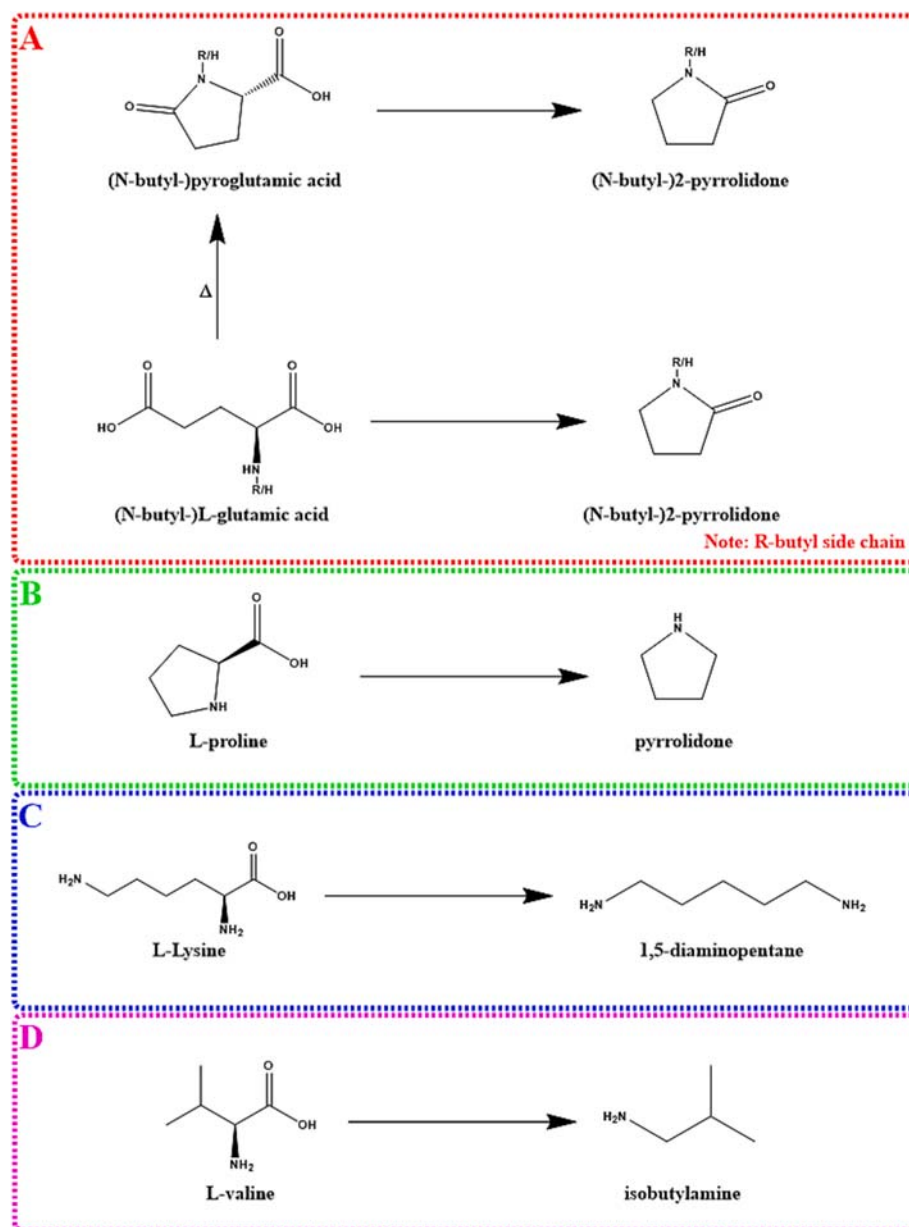 A
R/H
N
O
O
OH
(N-butyl-)pyroglutamic acid
R/H
N
O
(N-butyl-)2-pyrrolidone
Δ
O
O
HO
OH
HN
R/H
(N-butyl-)L-glutamic acid
R/H
N
O
(N-butyl-)2-pyrrolidone
Note: R-butyl side chain
B
O
OH
NH
L-proline
H
N
pyrrolidone
C
H₂N
O
OH
NH₂
L-Lysine
H₂N
NH₂
1,5-diaminopentane
D
O
OH
NH₂
L-valine
H₂N
isobutylamine